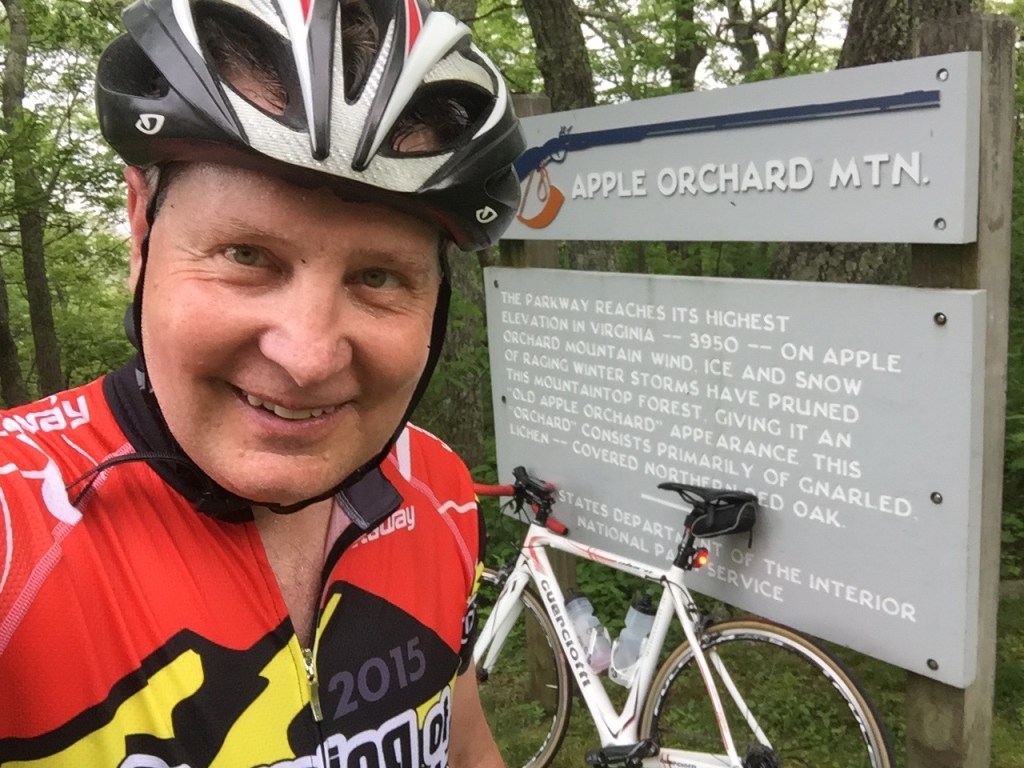 APPLE ORCHARD MTN.
THE PARKWAY REACHES ITS HIGHEST
ELEVATION IN VIRGINIA -- 3950 -- ON APPLE
ORCHARD MOUNTAIN. WIND, ICE AND SNOW
OF RAGING WINTER STORMS HAVE PRUNED
THIS MOUNTAINTOP FOREST, GIVING IT AN
"OLD APPLE ORCHARD" APPEARANCE. THIS
"ORCHARD" CONSISTS PRIMARILY OF GNARLED,
LICHEN -- COVERED NORTHERN RED OAK.
STATES DEPARTMENT OF THE INTERIOR
NATIONAL PARK SERVICE
guerciotti
2015
of